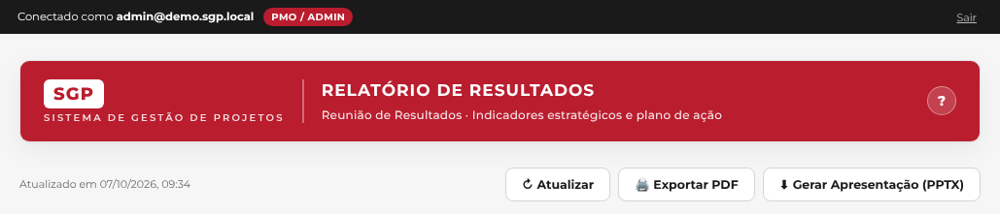 Conectado como admin@demo.sgp.local PMO / ADMIN Sair
SGP
SISTEMA DE GESTÃO DE PROJETOS
RELATÓRIO DE RESULTADOS
Reunião de Resultados · Indicadores estratégicos e plano de ação
?
Atualizado em 07/10/2026, 09:34
↻ Atualizar
🖨️ Exportar PDF
⬇ Gerar Apresentação (PPTX)